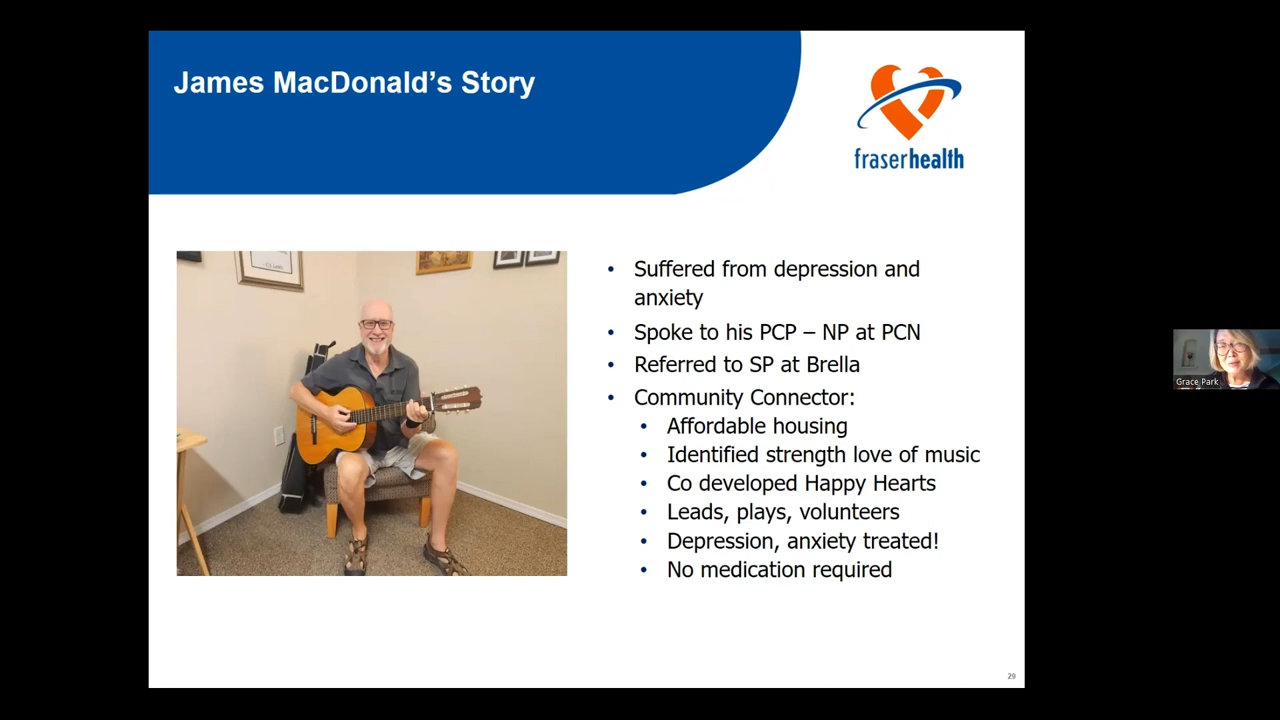 James MacDonald's Story
fraserhealth
• Suffered from depression and
anxiety
• Spoke to his PCP – NP at PCN
• Referred to SP at Brella
• Community Connector:
• Affordable housing
• Identified strength love of music
• Co developed Happy Hearts
• Leads, plays, volunteers
• Depression, anxiety treated!
• No medication required
Grace Park
29